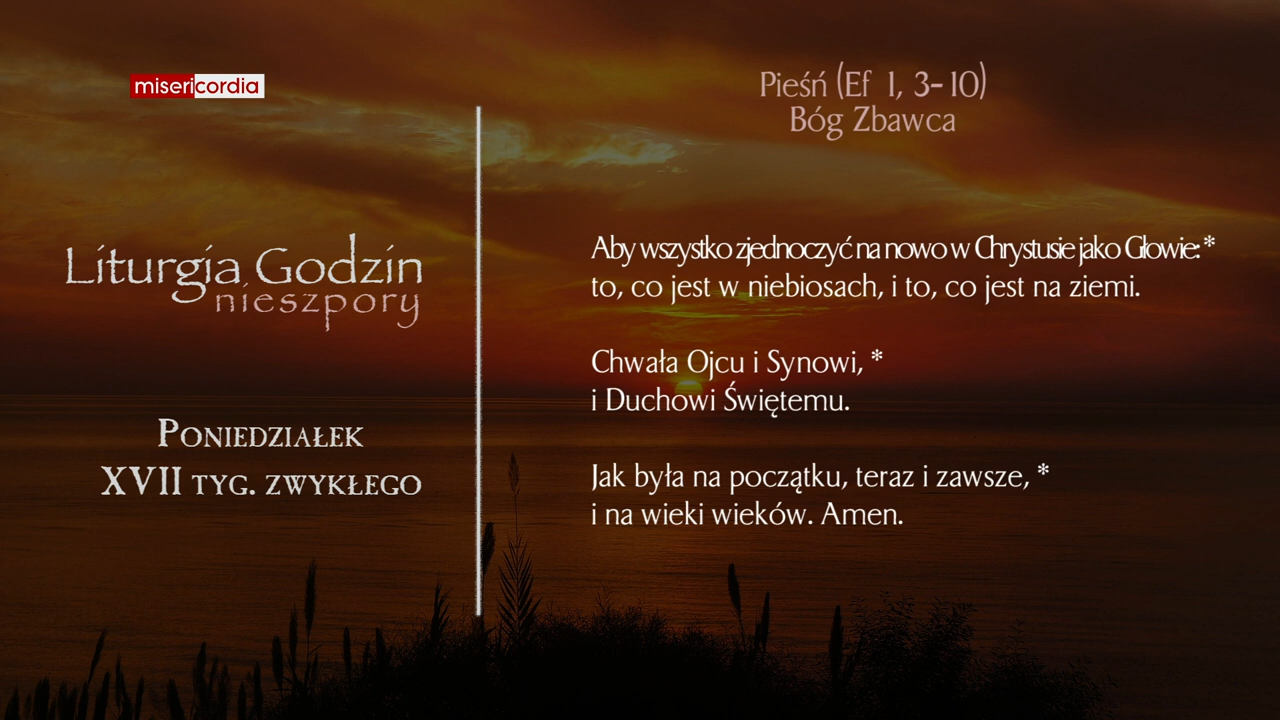 misericordia
Liturgia Godzin
nieszpory
Poniedziałek
XVII tyg. zwykłego
Pieśń (Ef 1, 3-10)
Bóg Zbawca
Aby wszystko zjednoczyć na nowo w Chrystusie jako Głowie: *
to, co jest w niebiosach, i to, co jest na ziemi.
Chwała Ojcu i Synowi, *
i Duchowi Świętemu.
Jak była na początku, teraz i zawsze, *
i na wieki wieków. Amen.